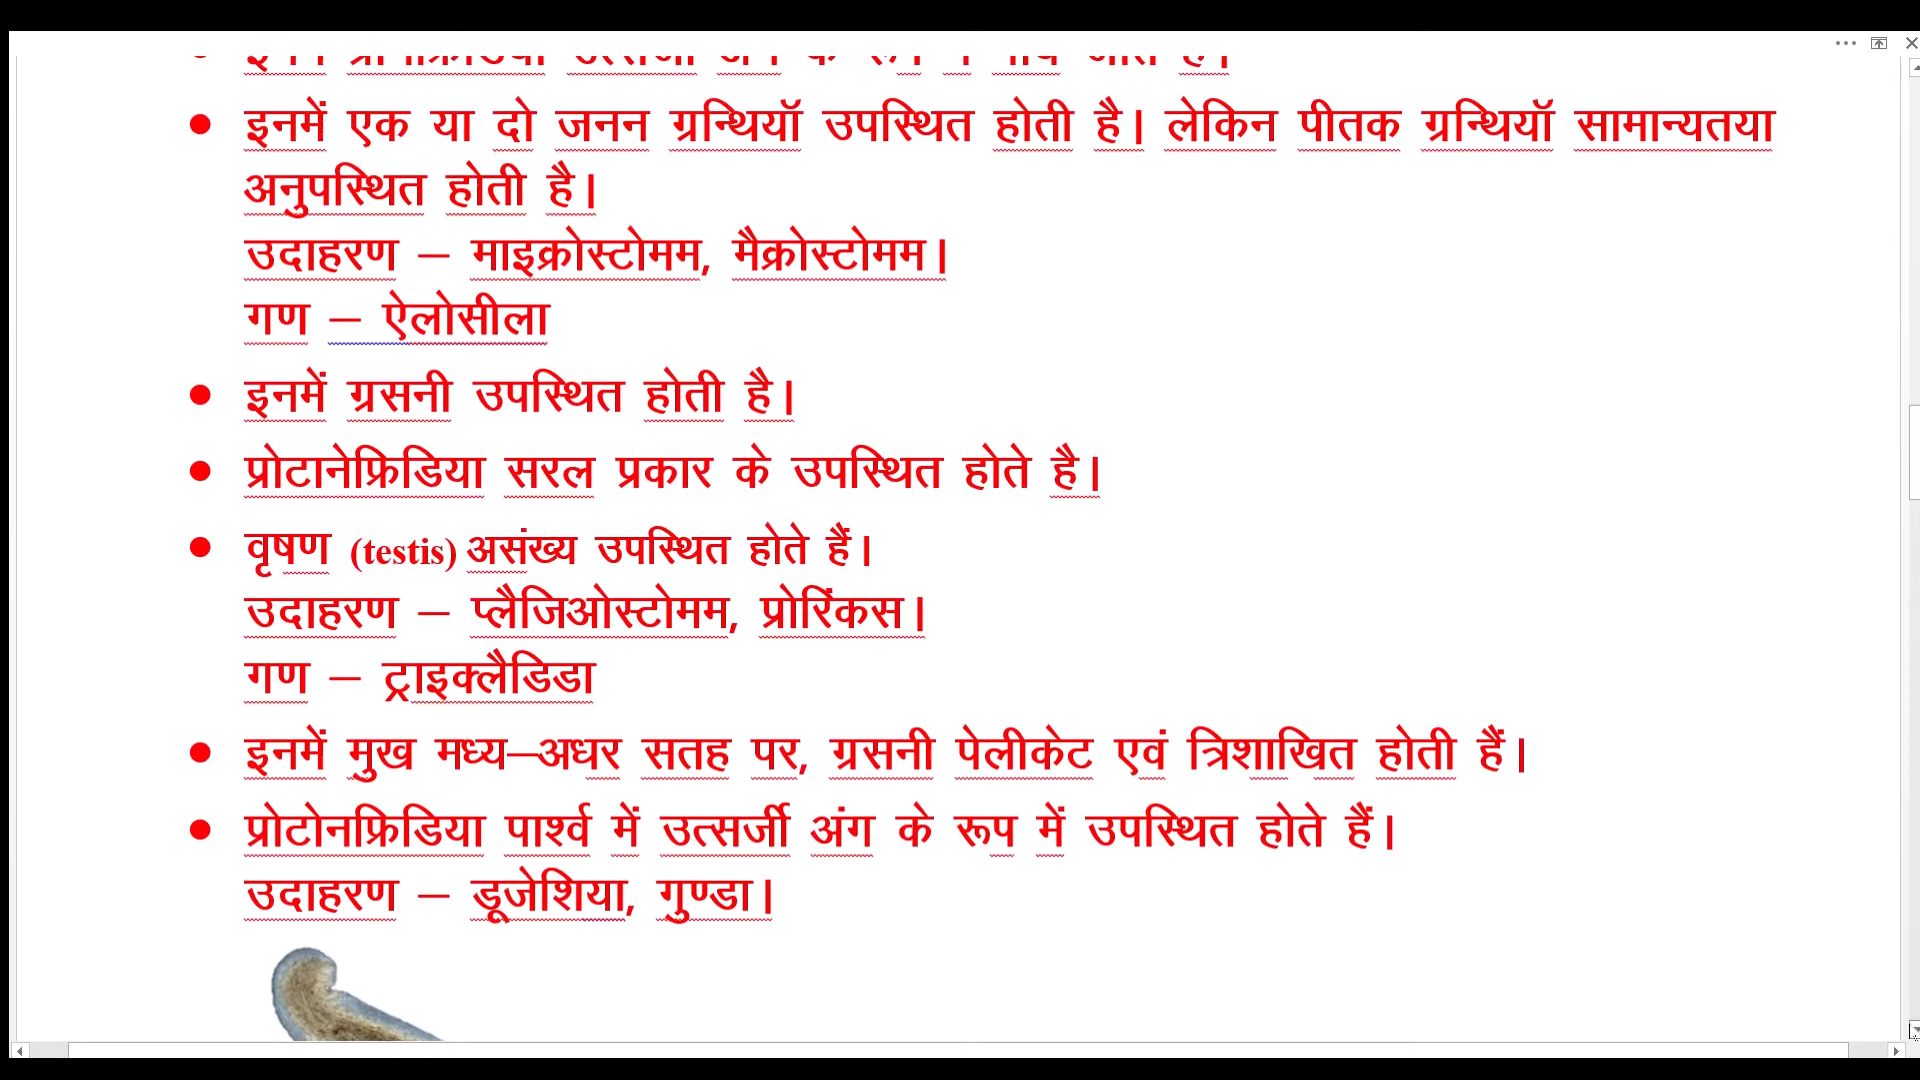 इनमें एक या दो जनन ग्रन्थियॉ उपस्थित होती है। लेकिन पीतक ग्रन्थियॉ सामान्यतया
अनुपस्थित होती है।
उदाहरण – माइक्रोस्टोमम, मैक्रोस्टोमम।
गण – ऐलोसीला
• इनमें ग्रसनी उपस्थित होती है।
• प्रोटानेफ्रिडिया सरल प्रकार के उपस्थित होते है।
• वृषण (testis) असंख्य उपस्थित होते हैं।
उदाहरण – प्लैजिओस्टोमम, प्रोरिंकस।
गण – ट्राइक्लैडिडा
• इनमें मुख मध्य–अधर सतह पर, ग्रसनी पेलीकेट एवं त्रिशाखित होती हैं।
• प्रोटोनफ्रिडिया पार्श्व में उत्सर्जी अंग के रूप में उपस्थित होते हैं।
उदाहरण – डूजेशिया, गुण्डा।